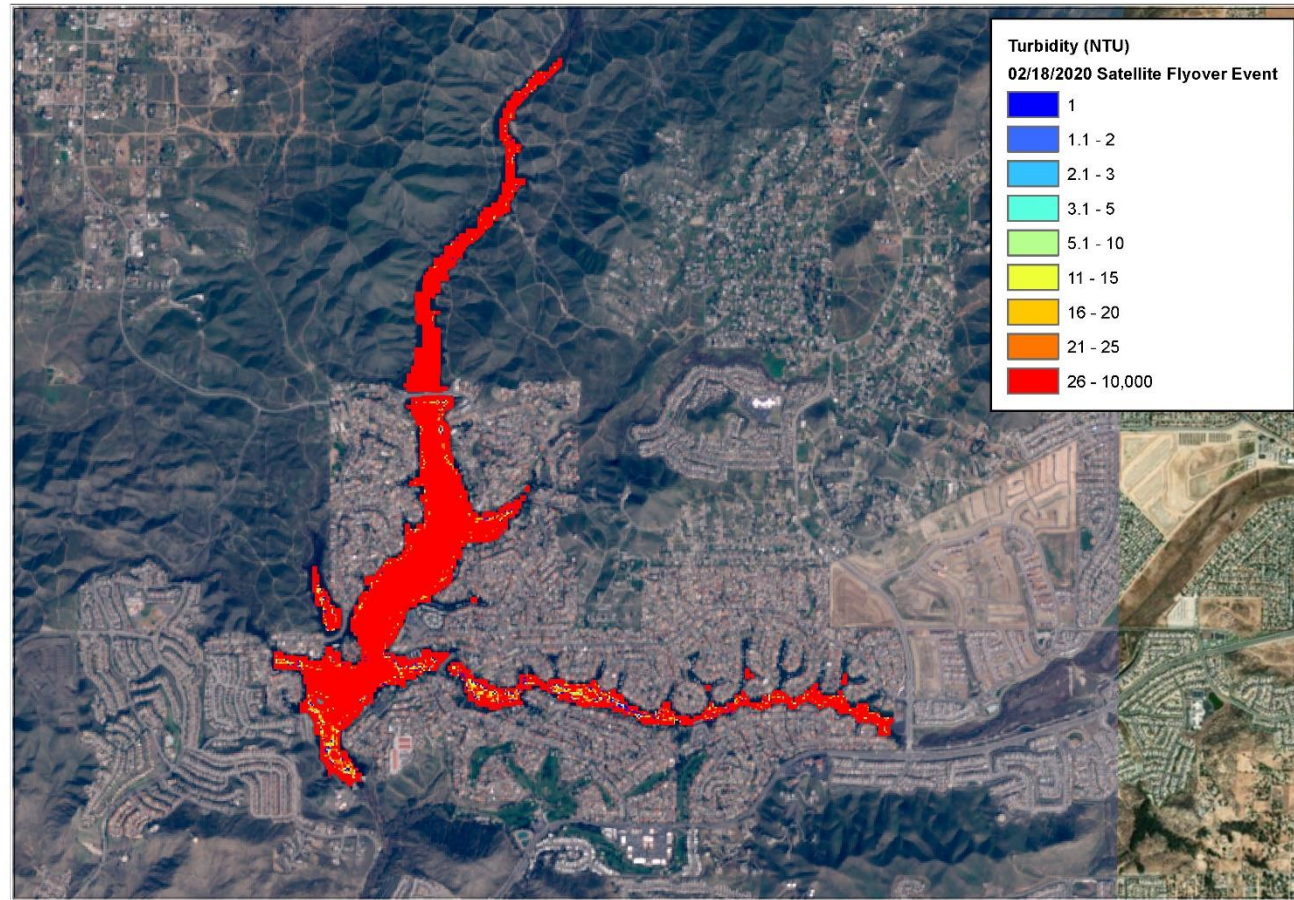 Turbidity (NTU)
02/18/2020 Satellite Flyover Event
1
1.1 - 2
2.1 - 3
3.1 - 5
5.1 - 10
11 - 15
16 - 20
21 - 25
26 - 10,000